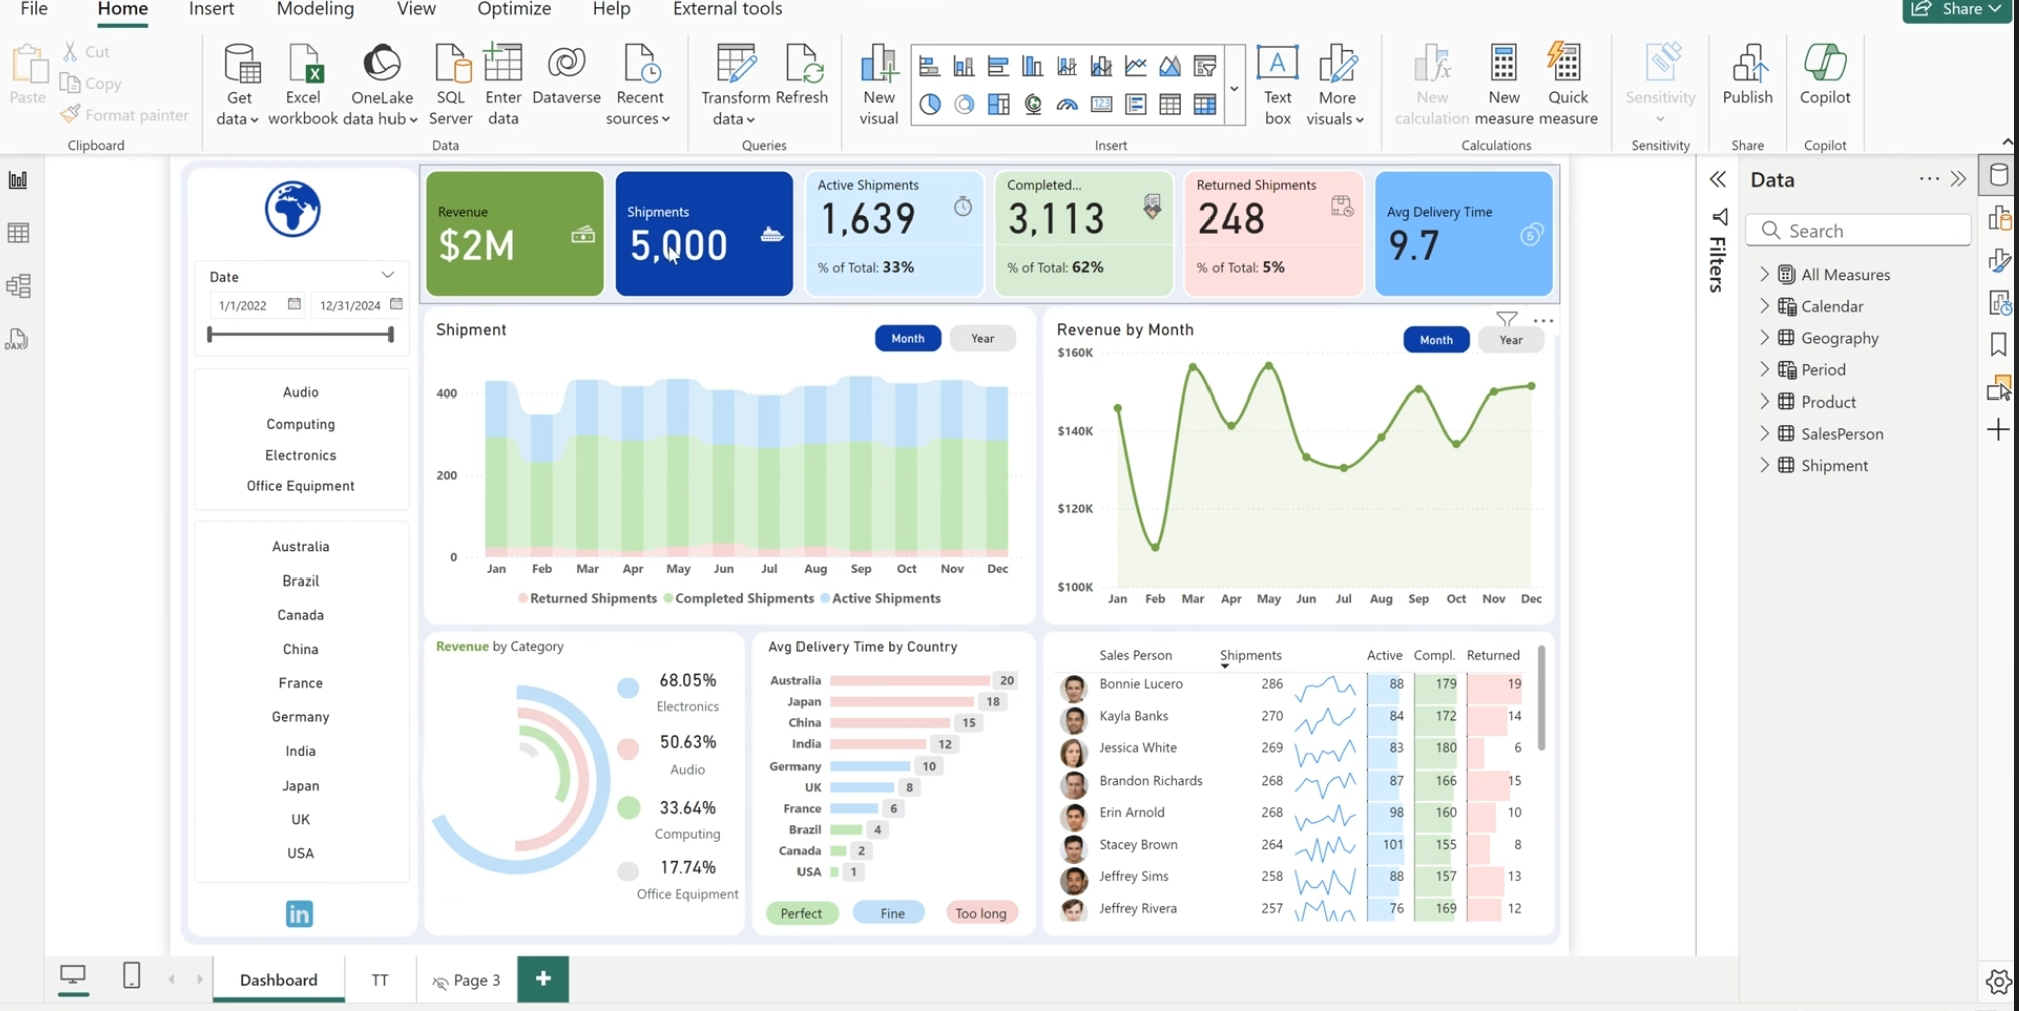 File Home Insert Modeling View Optimize Help External tools Share
Paste
Cut
Copy
Format painter
Clipboard
Get data
Excel workbook
OneLake data hub
SQL Server
Enter data
Dataverse
Recent sources
Data
Transform data
Refresh
Queries
New visual
123
A
Text box
More visuals
Insert
New calculation
New measure
Quick measure
Calculations
Sensitivity
Sensitivity
Publish
Share
Copilot
Copilot
DAX
Date
1/1/2022 12/31/2024
Audio
Computing
Electronics
Office Equipment
Australia
Brazil
Canada
China
France
Germany
India
Japan
UK
USA
in
Revenue
$2M
Shipments
5,000
Active Shipments
1,639
% of Total: 33%
Completed...
3,113
% of Total: 62%
Returned Shipments
248
% of Total: 5%
Avg Delivery Time
9.7
5
Shipment
Month Year
400
200
0
Jan Feb Mar Apr May Jun Jul Aug Sep Oct Nov Dec
Returned Shipments Completed Shipments Active Shipments
Revenue by Month
Month Year
$160K
$140K
$120K
$100K
Jan Feb Mar Apr May Jun Jul Aug Sep Oct Nov Dec
Revenue by Category
68.05%
Electronics
50.63%
Audio
33.64%
Computing
17.74%
Office Equipment
Avg Delivery Time by Country
Australia 20
Japan 18
China 15
India 12
Germany 10
UK 8
France 6
Brazil 4
Canada 2
USA 1
Perfect Fine Too long
Sales Person Shipments Active Compl. Returned
Bonnie Lucero 286 88 179 19
Kayla Banks 270 84 172 14
Jessica White 269 83 180 6
Brandon Richards 268 87 166 15
Erin Arnold 268 98 160 10
Stacey Brown 264 101 155 8
Jeffrey Sims 258 88 157 13
Jeffrey Rivera 257 76 169 12
Filters
Data
Search
All Measures
Calendar
Geography
Period
Product
SalesPerson
Shipment
Dashboard TT Page 3 +